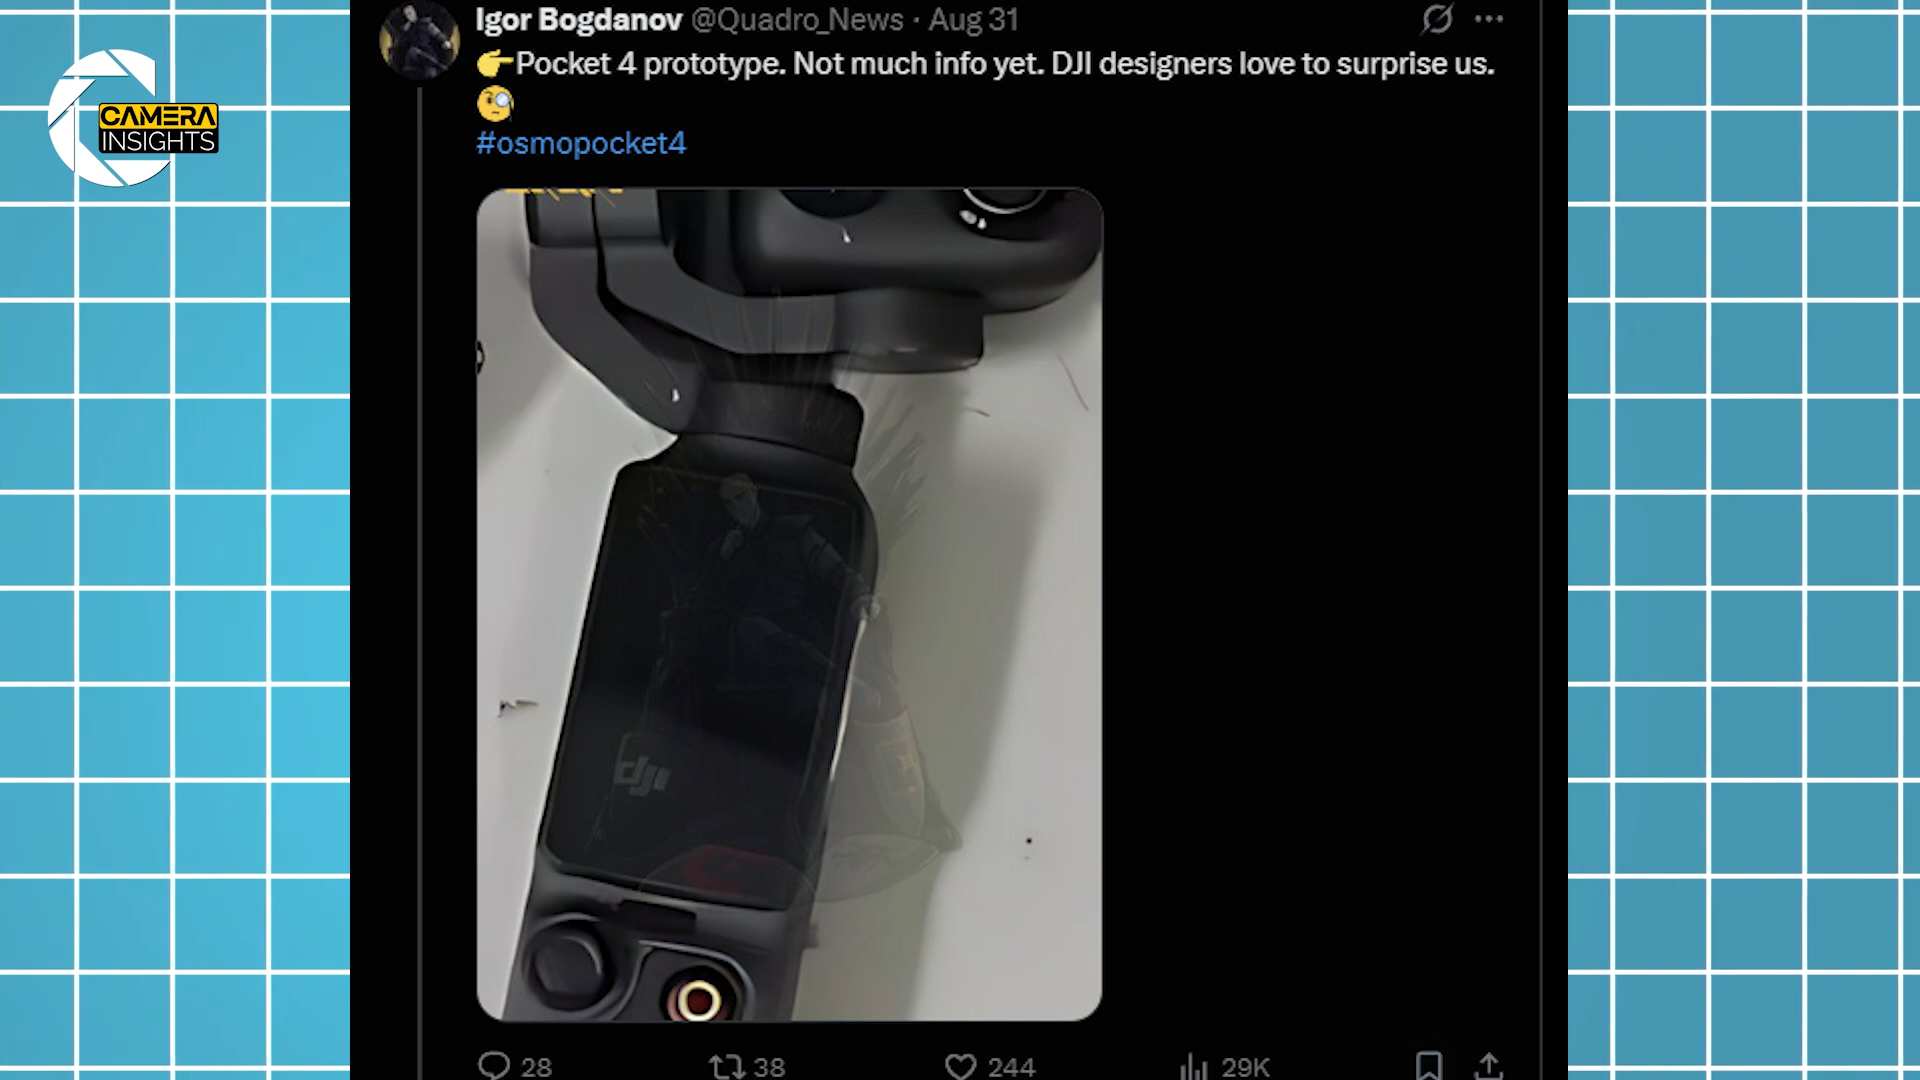 CAMERA
INSIGHTS
Igor Bogdanov @Quadro_News · Aug 31
👉Pocket 4 prototype. Not much info yet. DJI designers love to surprise us.
🧐
#osmopocket4
dji
28 38 244 29K